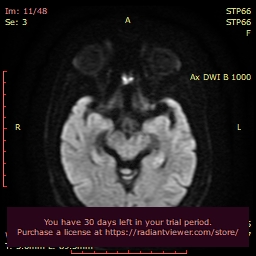 Im: 11/48
Se: 3
A
STP66
STP66
F
Ax DWI B 1000
R
L
You have 30 days left in your trial period.
Purchase a license at https://radiantviewer.com/store/